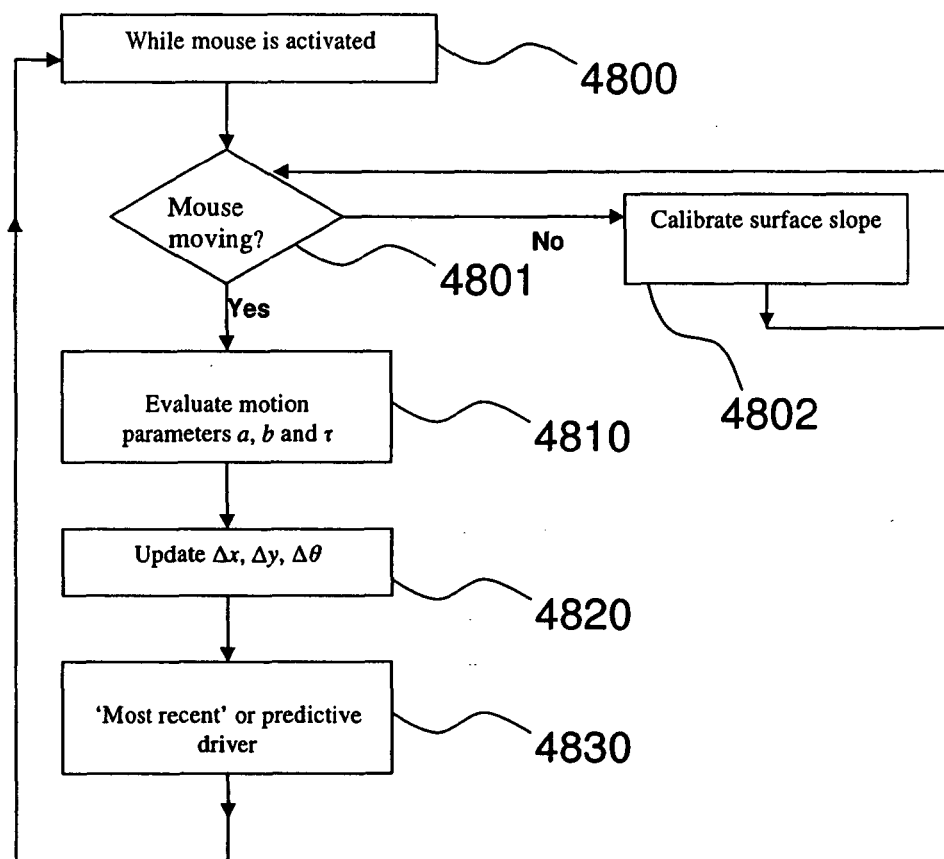 While mouse is activated
4800
Mouse
moving?
4801
No
Calibrate surface slope
4802
Yes
Evaluate motion
parameters a, b and τ
4810
Update Δx, Δy, Δθ
4820
‘Most recent’ or predictive
driver
4830